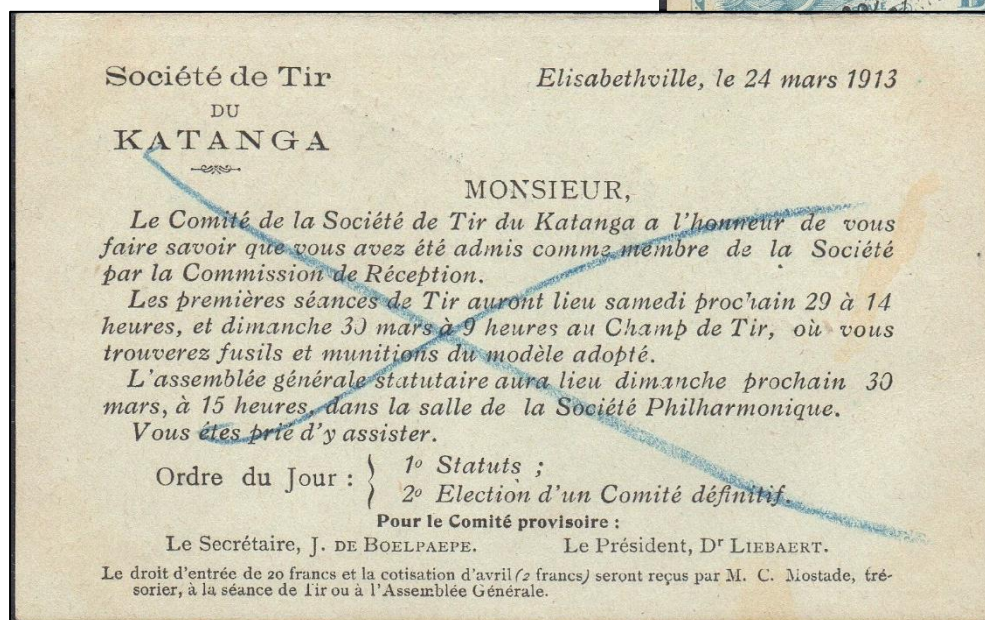 Société de Tir
DU
KATANGA
Elisabethville, le 24 mars 1913
MONSIEUR,
Le Comité de la Société de Tir du Katanga a l'honneur de vous
faire savoir que vous avez été admis comme membre de la Société
par la Commission de Réception.
Les premières séances de Tir auront lieu samedi prochain 29 à 14
heures, et dimanche 30 mars à 9 heures au Champ de Tir, où vous
trouverez fusils et munitions du modèle adopté.
L'assemblée générale statutaire aura lieu dimanche prochain 30
mars, à 15 heures, dans la salle de la Société Philharmonique.
Vous êtes prié d'y assister.
Ordre du Jour : { 1º Statuts ;
2º Election d'un Comité définitif.
Pour le Comité provisoire :
Le Secrétaire, J. DE BOELPAEPE. Le Président, Dr LIEBAERT.
Le droit d'entrée de 20 francs et la cotisation d'avril (2 francs) seront reçus par M. C. Mostade, tré-
sorier, à la séance de Tir ou à l'Assemblée Générale.